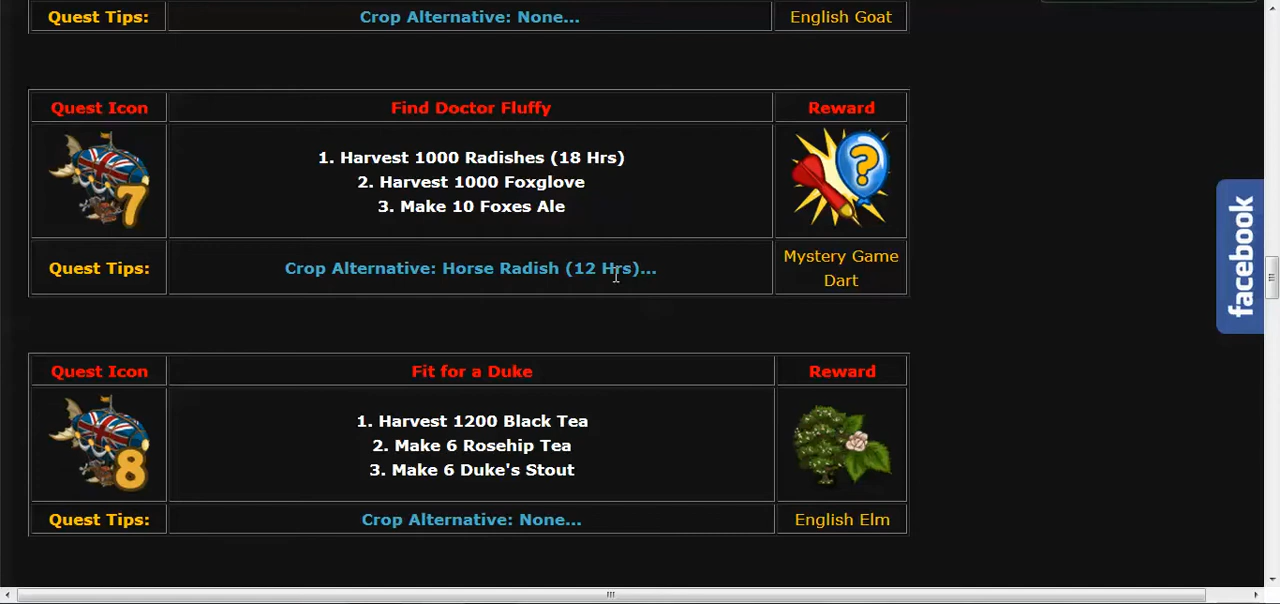 Quest Tips: Crop Alternative: None... English Goat
Quest Icon Find Doctor Fluffy Reward
1. Harvest 1000 Radishes (18 Hrs)
2. Harvest 1000 Foxglove
3. Make 10 Foxes Ale
7
?
Quest Tips: Crop Alternative: Horse Radish (12 Hrs)... Mystery Game
Dart
facebook
Quest Icon Fit for a Duke Reward
1. Harvest 1200 Black Tea
2. Make 6 Rosehip Tea
3. Make 6 Duke's Stout
8
Quest Tips: Crop Alternative: None... English Elm